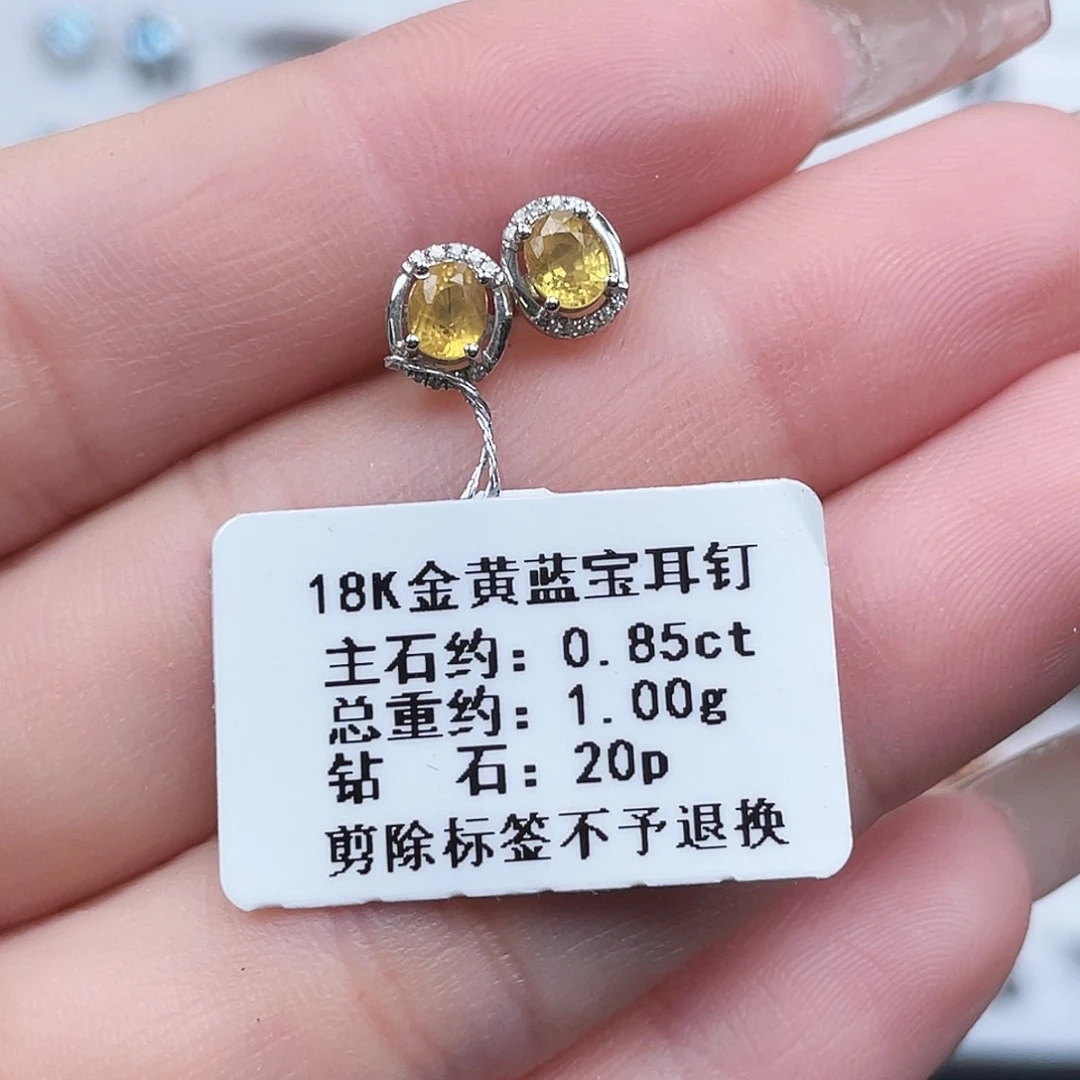 18K金黄蓝宝耳钉
主石约：0.85ct
总重约：1.00g
钻 石：20p
剪除标签不予退换